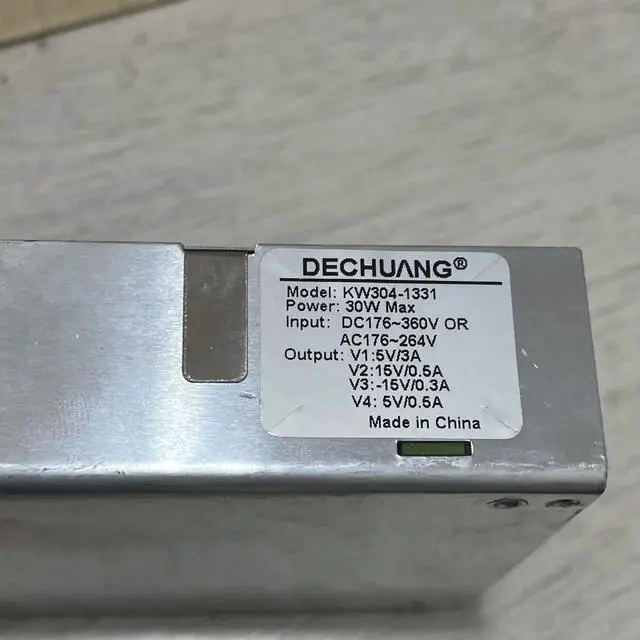 DECHUANG®
Model: KW304-1331
Power: 30W Max
Input: DC176~360V OR
AC176~264V
Output: V1:5V/3A
V2:15V/0.5A
V3:-15V/0.3A
V4: 5V/0.5A
Made in China